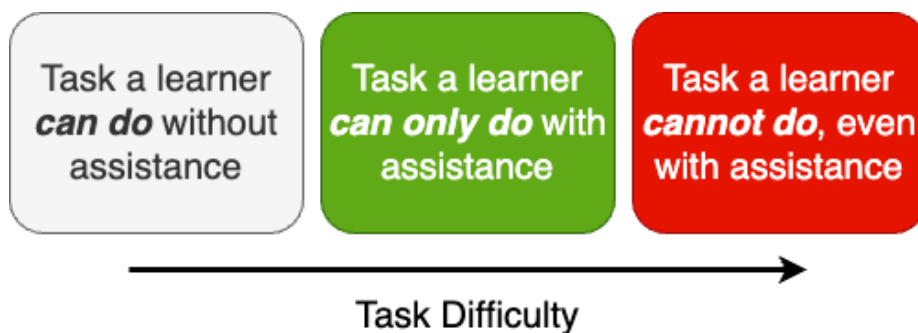 Task a learner
can do without
assistance
Task a learner
can only do with
assistance
Task a learner
cannot do, even
with assistance
Task Difficulty